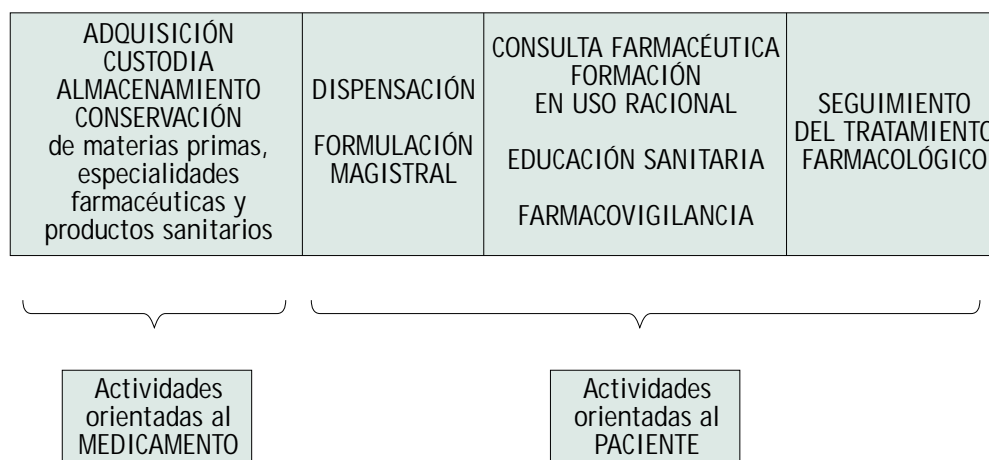 ADQUISICIÓN
CUSTODIA
ALMACENAMIENTO
CONSERVACIÓN
de materias primas,
especialidades
farmacéuticas y
productos sanitarios
DISPENSACIÓN
FORMULACIÓN
MAGISTRAL
CONSULTA FARMACÉUTICA
FORMACIÓN
EN USO RACIONAL
EDUCACIÓN SANITARIA
FARMACOVIGILANCIA
SEGUIMIENTO
DEL TRATAMIENTO
FARMACOLÓGICO
Actividades
orientadas al
MEDICAMENTO
Actividades
orientadas al
PACIENTE